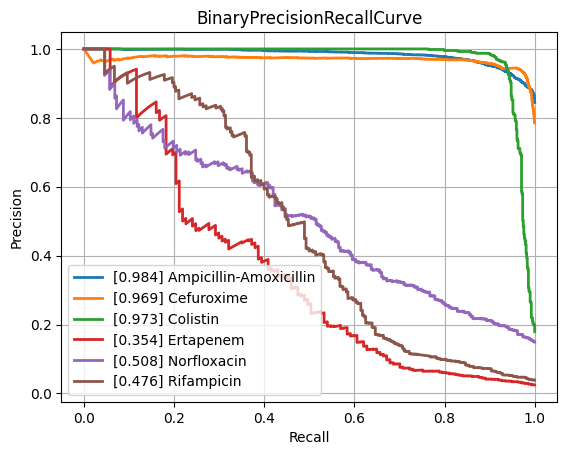 BinaryPrecisionRecallCurve
Precision
1.0
0.8
0.6
0.4
0.2
0.0
[0.984] Ampicillin-Amoxicillin
[0.969] Cefuroxime
[0.973] Colistin
[0.354] Ertapenem
[0.508] Norfloxacin
[0.476] Rifampicin
0.0 0.2 0.4 0.6 0.8 1.0
Recall